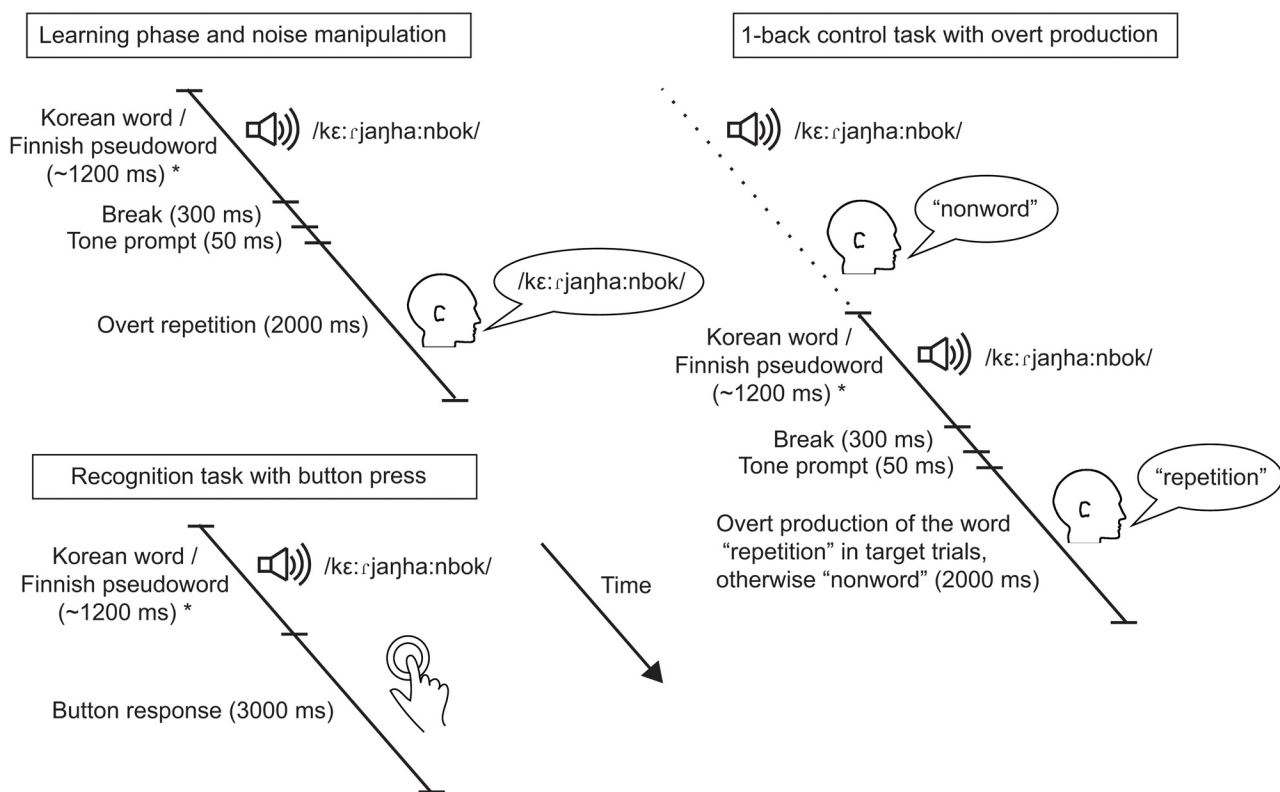 Learning phase and noise manipulation
Korean word /
Finnish pseudoword
(~1200 ms) *
/kɛːɾjaŋhaːnbok/
Break (300 ms)
Tone prompt (50 ms)
/kɛːɾjaŋhaːnbok/
Overt repetition (2000 ms)
Recognition task with button press
Korean word /
Finnish pseudoword
(~1200 ms) *
/kɛːɾjaŋhaːnbok/
Button response (3000 ms)
Time
1-back control task with overt production
/kɛːɾjaŋhaːnbok/
“nonword”
Korean word /
Finnish pseudoword
(~1200 ms) *
/kɛːɾjaŋhaːnbok/
Break (300 ms)
Tone prompt (50 ms)
“repetition”
Overt production of the word
“repetition” in target trials,
otherwise “nonword” (2000 ms)